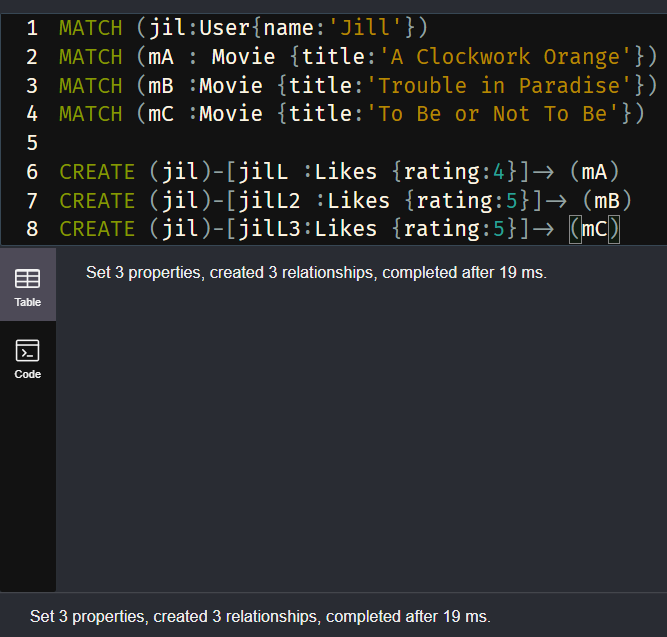 1 MATCH (jil:User{name:'Jill'})
2 MATCH (mA : Movie {title:'A Clockwork Orange'})
3 MATCH (mB :Movie {title:'Trouble in Paradise'})
4 MATCH (mC :Movie {title:'To Be or Not To Be'})
5
6 CREATE (jil)-[jilL :Likes {rating:4}]→ (mA)
7 CREATE (jil)-[jilL2 :Likes {rating:5}]→ (mB)
8 CREATE (jil)-[jilL3:Likes {rating:5}]→ (mC)
Set 3 properties, created 3 relationships, completed after 19 ms.
Table
Code
Set 3 properties, created 3 relationships, completed after 19 ms.